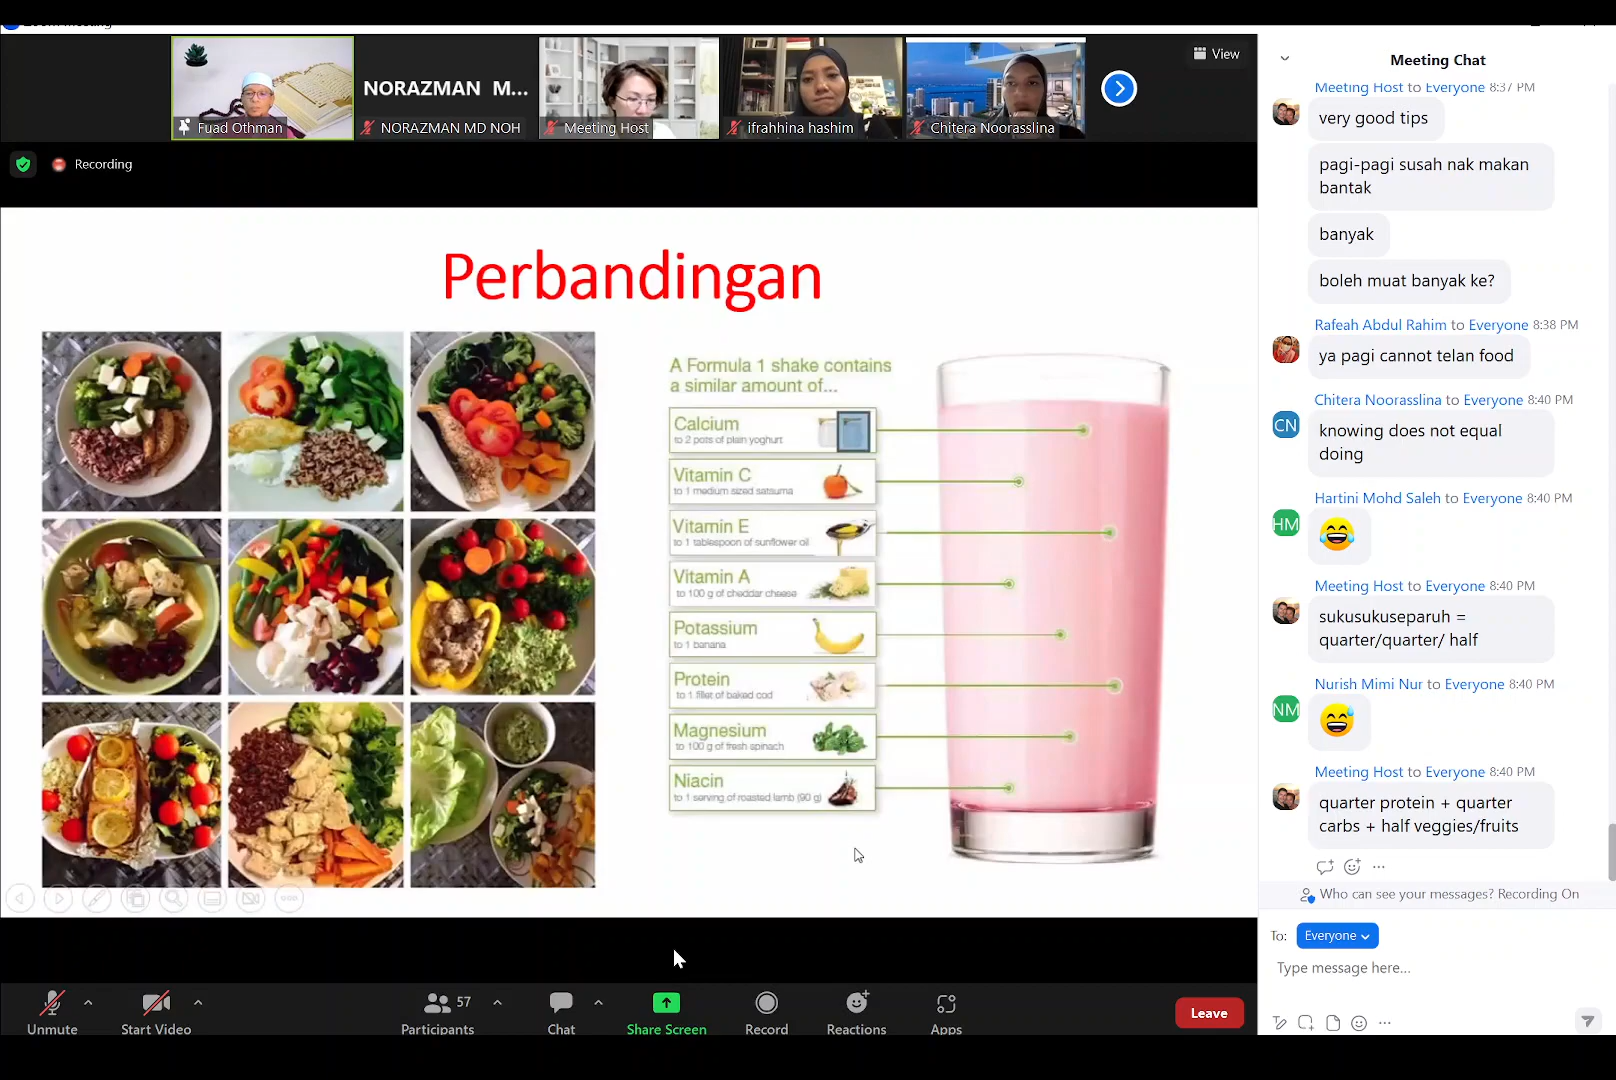 View
NORAZMAN M...
Fuad Othman
NORAZMAN MD NOH
Meeting Host
ifrahhina hashim
Chitera Noorasslina
Recording
Perbandingan
A Formula 1 shake contains
a similar amount of...
Calcium
to 2 pots of plain yoghurt
Vitamin C
to 1 medium sized satsuma
Vitamin E
to 1 tablespoon of sunflower oil
Vitamin A
to 100 g of cheddar cheese
Potassium
to 1 banana
Protein
to 1 fillet of baked cod
Magnesium
to 100 g of fresh spinach
Niacin
to 1 serving of roasted lamb (90 g)
Meeting Chat
Meeting Host to Everyone 8:37 PM
very good tips
pagi-pagi susah nak makan
bantak
banyak
boleh muat banyak ke?
Rafeah Abdul Rahim to Everyone 8:38 PM
ya pagi cannot telan food
Chitera Noorasslina to Everyone 8:40 PM
CN
knowing does not equal
doing
Hartini Mohd Saleh to Everyone 8:40 PM
HM
😂
Meeting Host to Everyone 8:40 PM
sukusukuseparuh =
quarter/quarter/ half
Nurish Mimi Nur to Everyone 8:40 PM
NM
😅
Meeting Host to Everyone 8:40 PM
quarter protein + quarter
carbs + half veggies/fruits
Who can see your messages? Recording On
To: Everyone
Type message here...
Unmute
Start Video
57
Participants
Chat
Share Screen
Record
Reactions
Apps
Leave